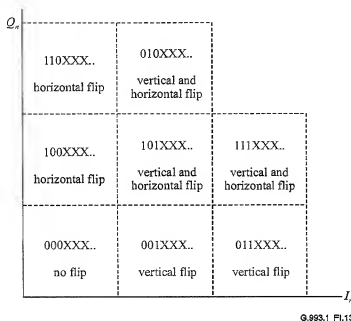 Qn
110XXX..
horizontal flip
010XXX..
vertical and
horizontal flip
100XXX..
horizontal flip
101XXX..
vertical and
horizontal flip
111XXX..
vertical and
horizontal flip
000XXX..
no flip
001XXX..
vertical flip
011XXX..
vertical flip
G.993.1 FI.13